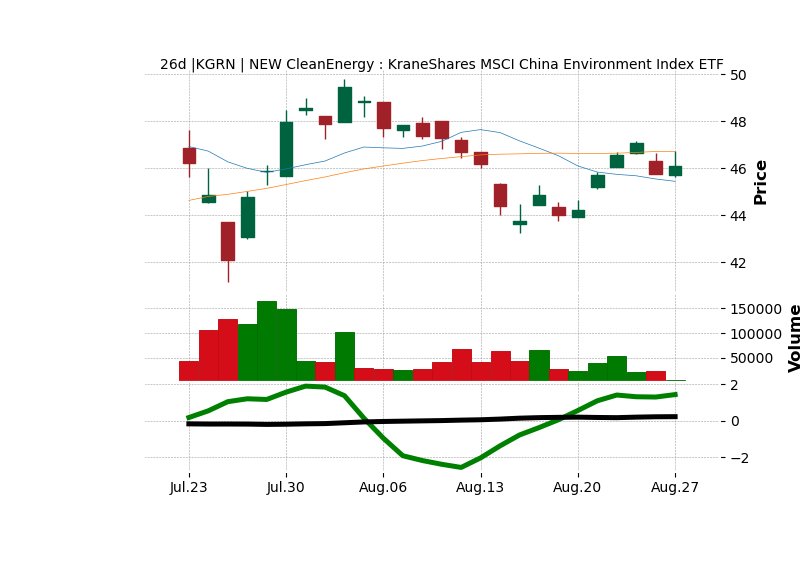 26d |KGRN | NEW CleanEnergy : KraneShares MSCI China Environment Index ETF
50
48
46
44
42
Price
150000
100000
50000
Volume
2
0
−2
Jul.23 Jul.30 Aug.06 Aug.13 Aug.20 Aug.27